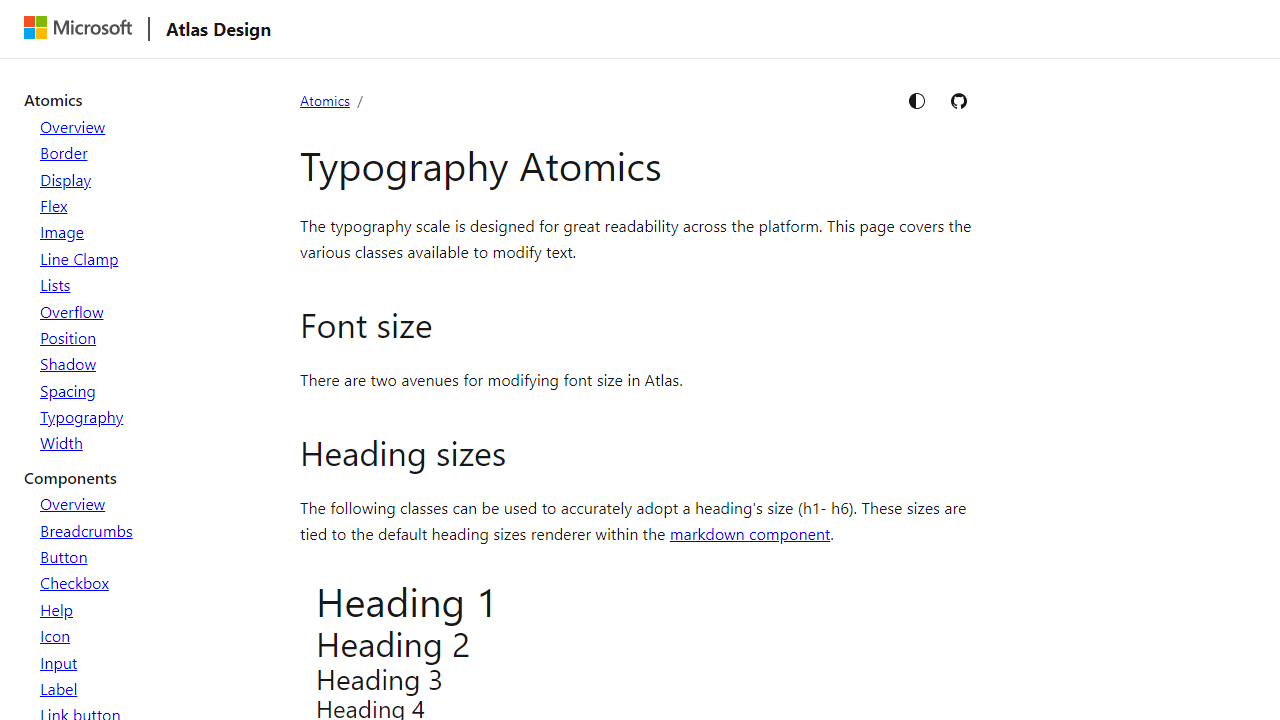 Microsoft
Atlas Design
Atomics
Overview
Border
Display
Flex
Image
Line Clamp
Lists
Overflow
Position
Shadow
Spacing
Typography
Width
Components
Overview
Breadcrumbs
Button
Checkbox
Help
Icon
Input
Label
Link button
Atomics /
Typography Atomics
The typography scale is designed for great readability across the platform. This page covers the
various classes available to modify text.
Font size
There are two avenues for modifying font size in Atlas.
Heading sizes
The following classes can be used to accurately adopt a heading's size (h1- h6). These sizes are
tied to the default heading sizes renderer within the markdown component.
Heading 1
Heading 2
Heading 3
Heading 4